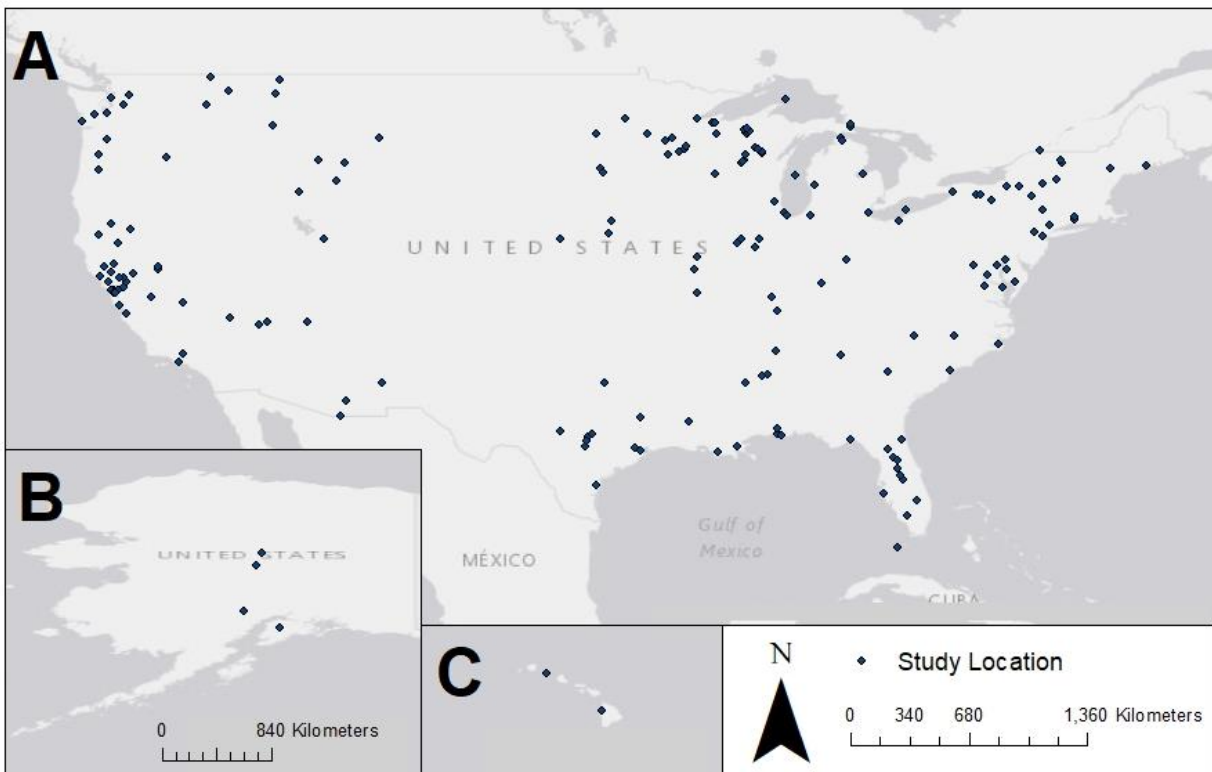 A
UNITED STATES
Gulf of
Mexico
MÉXICO
CUBA
B
UNITED STATES
0 840 Kilometers
C
N
Study Location
0 340 680 1,360 Kilometers